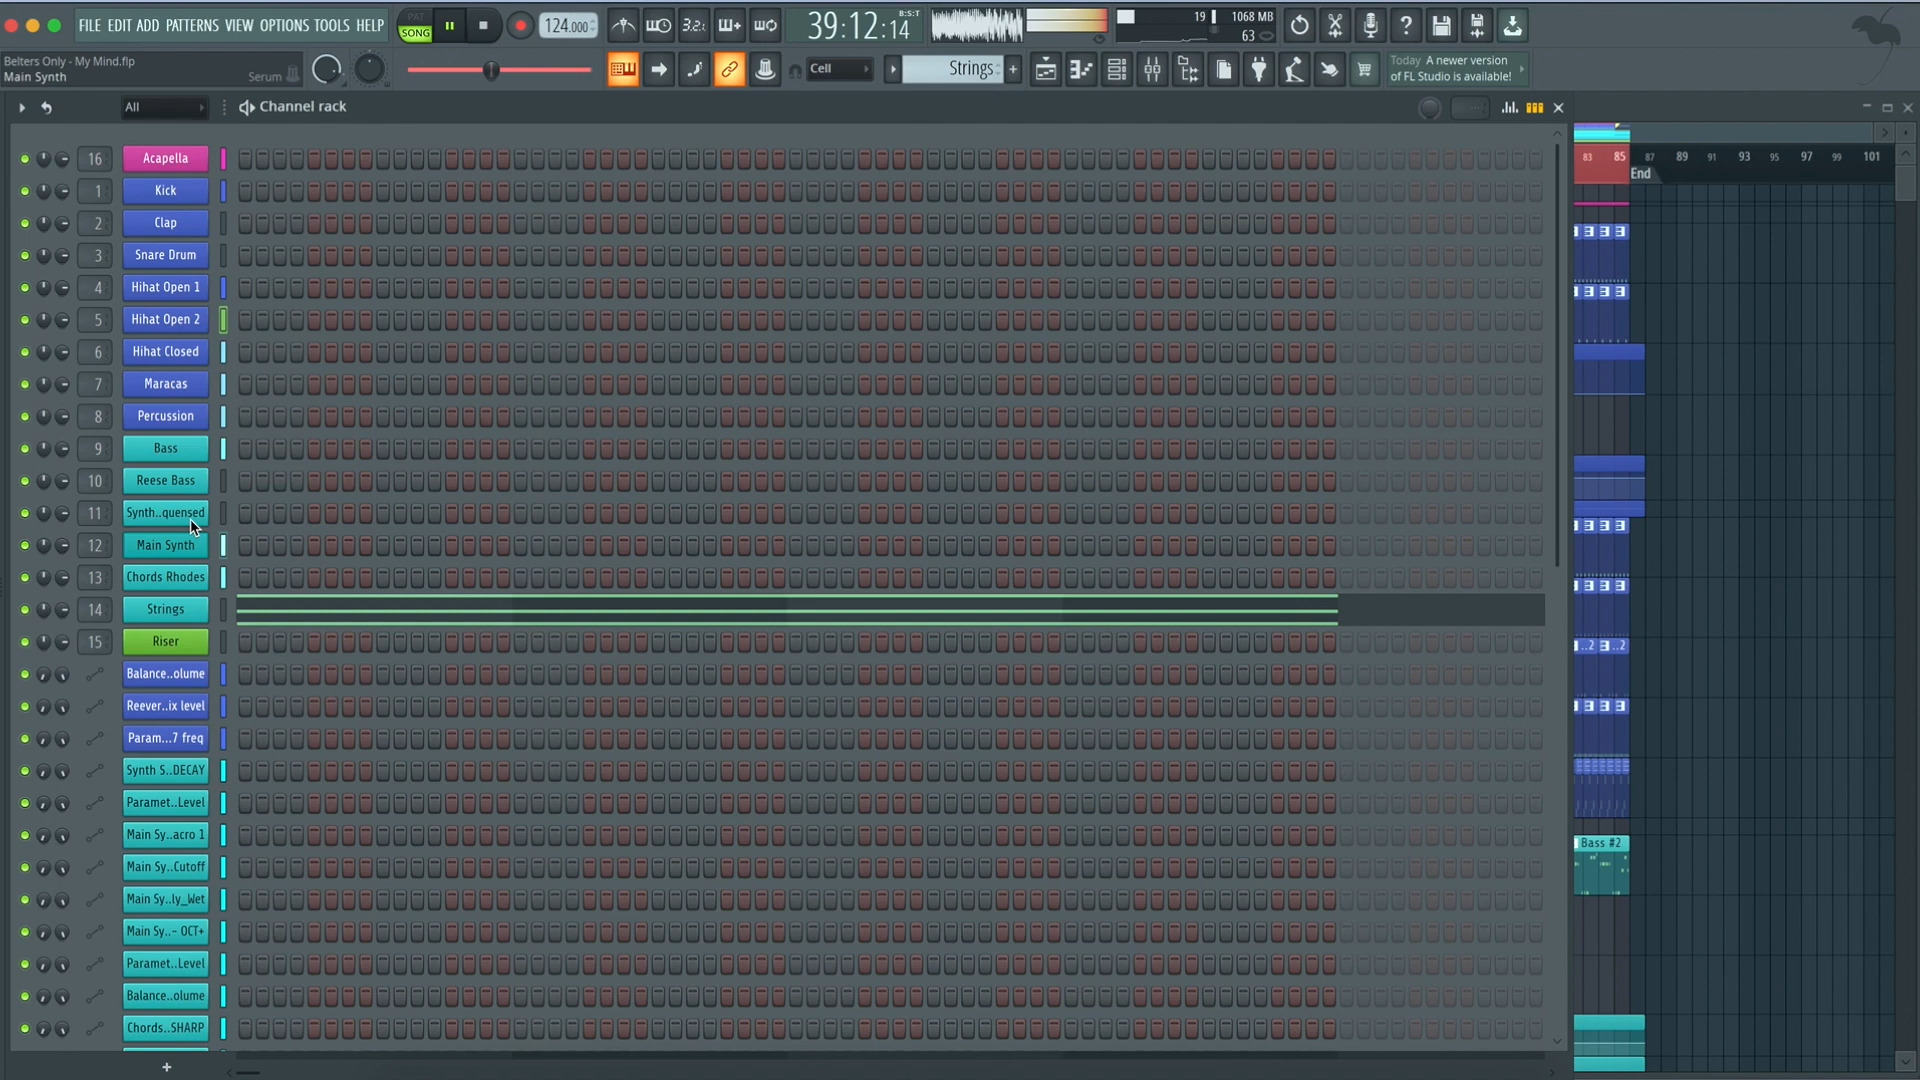 FILE EDIT ADD PATTERNS VIEW OPTIONS TOOLS HELP
PAT
SONG
124.000
3.2
39:12:14
B:S:T
19
1068 MB
63
Belters Only - My Mind.flp
Main Synth
Serum
Cell
Strings
Today A newer version
of FL Studio is available!
All
Channel rack
16 Acapella
1 Kick
2 Clap
3 Snare Drum
4 Hihat Open 1
5 Hihat Open 2
6 Hihat Closed
7 Maracas
8 Percussion
9 Bass
10 Reese Bass
11 Synth..quensed
12 Main Synth
13 Chords Rhodes
14 Strings
15 Riser
Balance..olume
Reever..ix level
Param...7 freq
Synth S..DECAY
Paramet..Level
Main Sy..acro 1
Main Sy..Cutoff
Main Sy..ly_Wet
Main Sy..- OCT+
Paramet..Level
Balance..olume
Chords..SHARP
83 85 87 89 91 93 95 97 99 101
End
..2 ..2
Bass #2